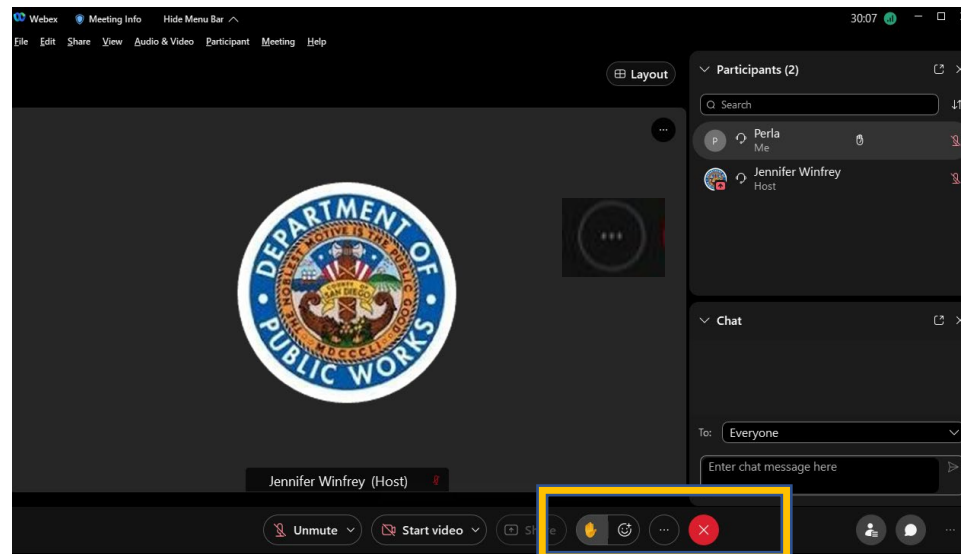 Webex Meeting Info Hide Menu Bar 30:07
File Edit Share View Audio & Video Participant Meeting Help
Layout
Participants (2)
Search
P
Perla
Me
Jennifer Winfrey
Host
DEPARTMENT OF
PUBLIC WORKS
THE NOBLEST MOTIVE IS THE PUBLIC GOOD
COUNTY OF
SAN DIEGO
MDCCCLI
Chat
To: Everyone
Enter chat message here
Jennifer Winfrey (Host)
Unmute Start video